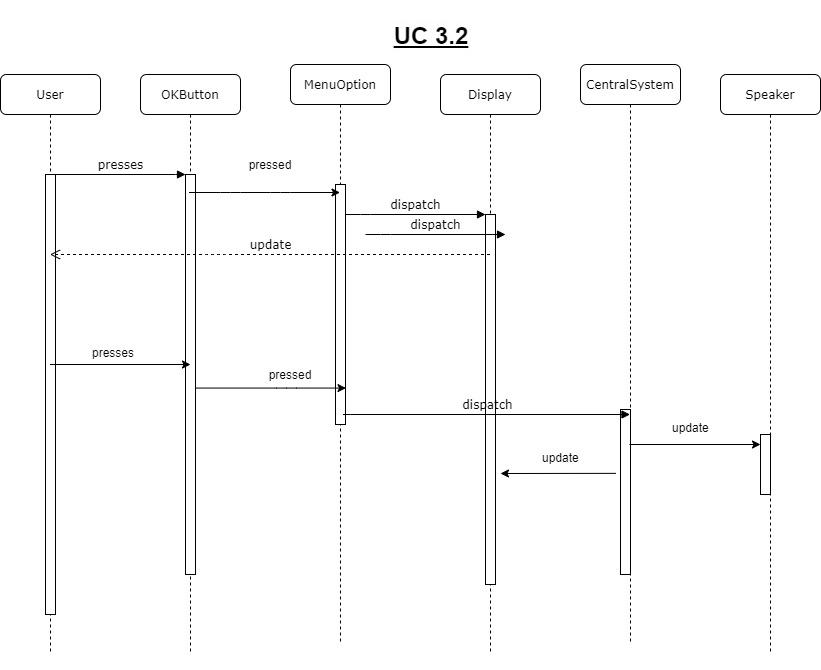 UC 3.2
User
OKButton
MenuOption
Display
CentralSystem
Speaker
presses
pressed
dispatch
dispatch
update
presses
pressed
dispatch
update
update